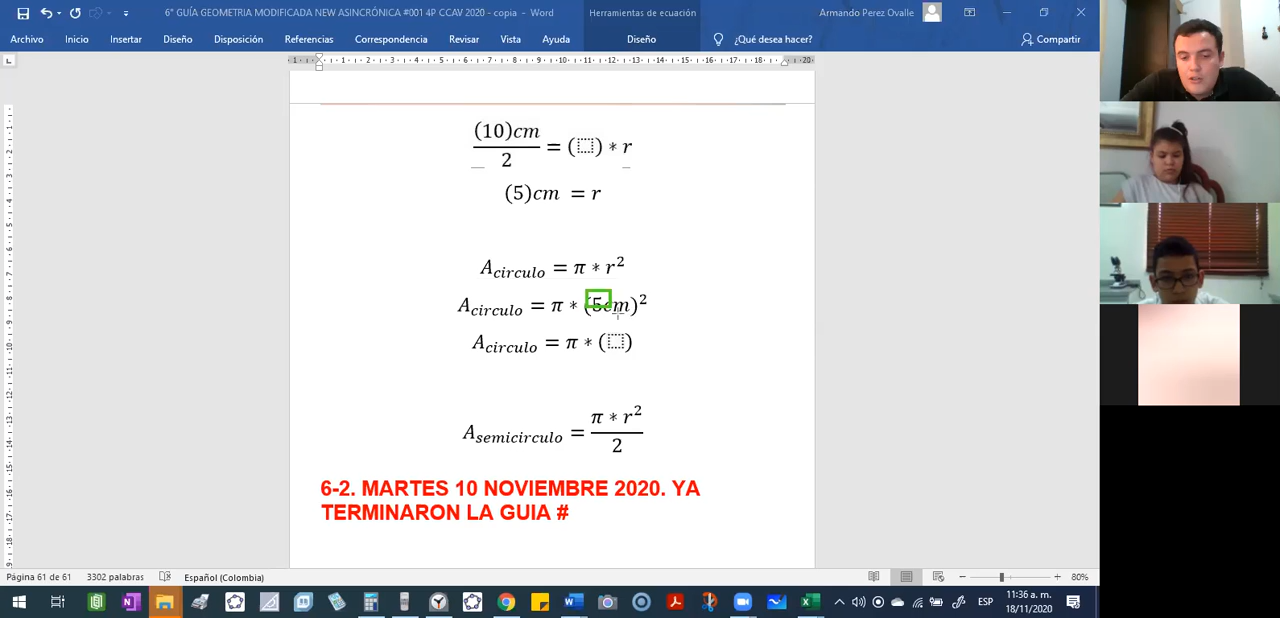 6° GUÍA GEOMETRIA MODIFICADA NEW ASINCRÓNICA #001 4P CCAV 2020 - copia - Word
Herramientas de ecuación
Armando Perez Ovalle
Archivo Inicio Insertar Diseño Disposición Referencias Correspondencia Revisar Vista Ayuda Diseño ¿Qué desea hacer? Compartir
(10)cm/2 = (⬚) ∗ r
(5)cm = r
A_circulo = π ∗ r²
A_circulo = π ∗ (5cm)²
A_circulo = π ∗ (⬚)
A_semicirculo = π ∗ r²/2
6-2. MARTES 10 NOVIEMBRE 2020. YA
TERMINARON LA GUIA #
Página 61 de 61 3302 palabras Español (Colombia) 80%
ESP 11:36 a. m.
18/11/2020